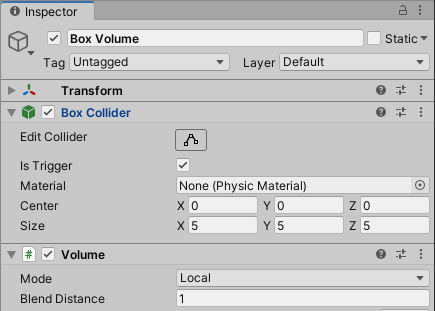 Inspector
Box Volume Static
Tag Untagged Layer Default
Transform
Box Collider
Edit Collider
Is Trigger
Material None (Physic Material)
Center X 0 Y 0 Z 0
Size X 5 Y 5 Z 5
# Volume
Mode Local
Blend Distance 1